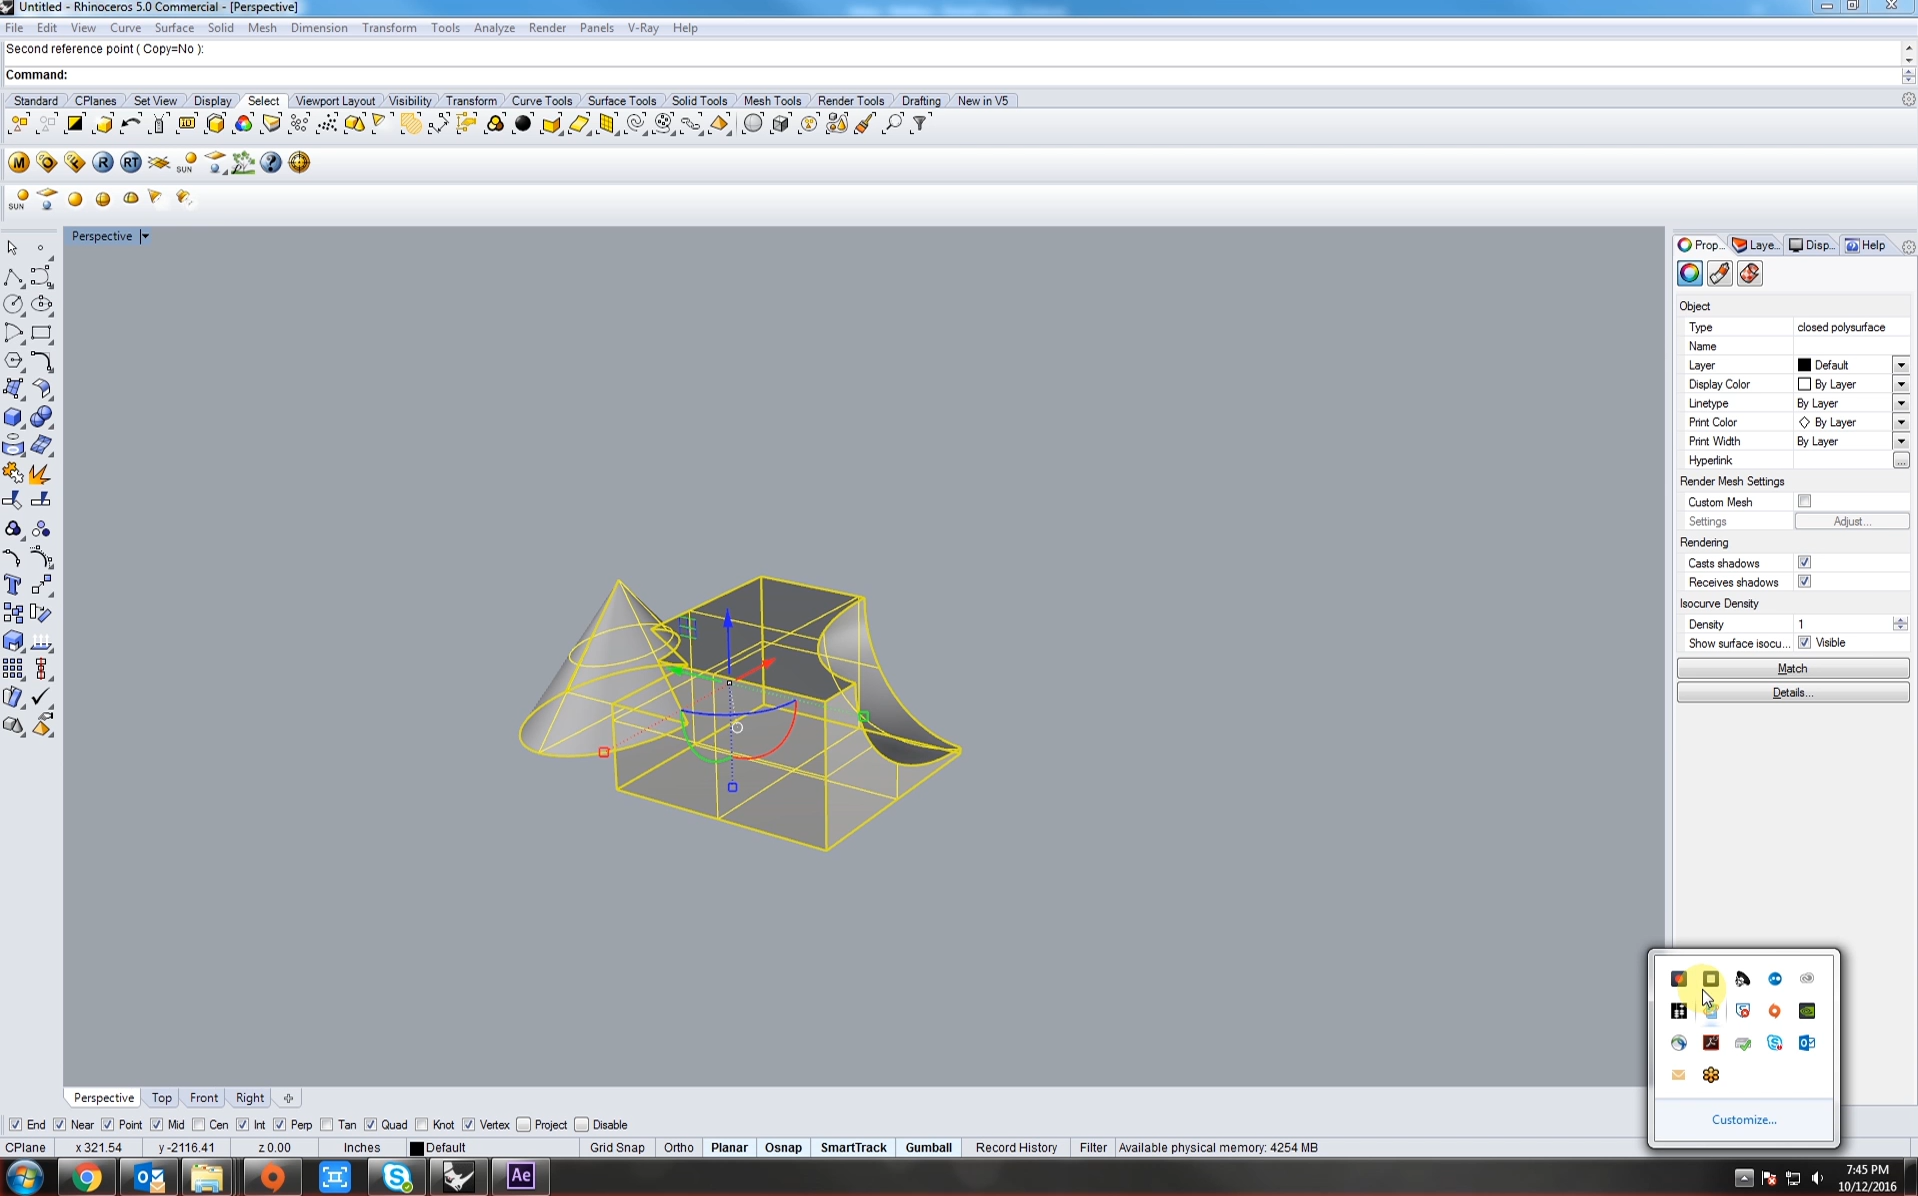 Untitled - Rhinoceros 5.0 Commercial - [Perspective]
File Edit View Curve Surface Solid Mesh Dimension Transform Tools Analyze Render Panels V-Ray Help
Second reference point ( Copy=No ):
Command:
Standard CPlanes Set View Display Select Viewport Layout Visibility Transform Curve Tools Surface Tools Solid Tools Mesh Tools Render Tools Drafting New in V5
M O R RT SUN ?
SUN
Perspective
Prop... Laye... Disp... Help
Object
Type closed polysurface
Name
Layer Default
Display Color By Layer
Linetype By Layer
Print Color By Layer
Print Width By Layer
Hyperlink ...
Render Mesh Settings
Custom Mesh
Settings Adjust...
Rendering
Casts shadows
Receives shadows
Isocurve Density
Density 1
Show surface isocu... Visible
Match
Details...
Customize...
Perspective Top Front Right
End Near Point Mid Cen Int Perp Tan Quad Knot Vertex Project Disable
CPlane x 321.54 y -2116.41 z 0.00 Inches Default Grid Snap Ortho Planar Osnap SmartTrack Gumball Record History Filter Available physical memory: 4254 MB
Ae
7:45 PM
10/12/2016